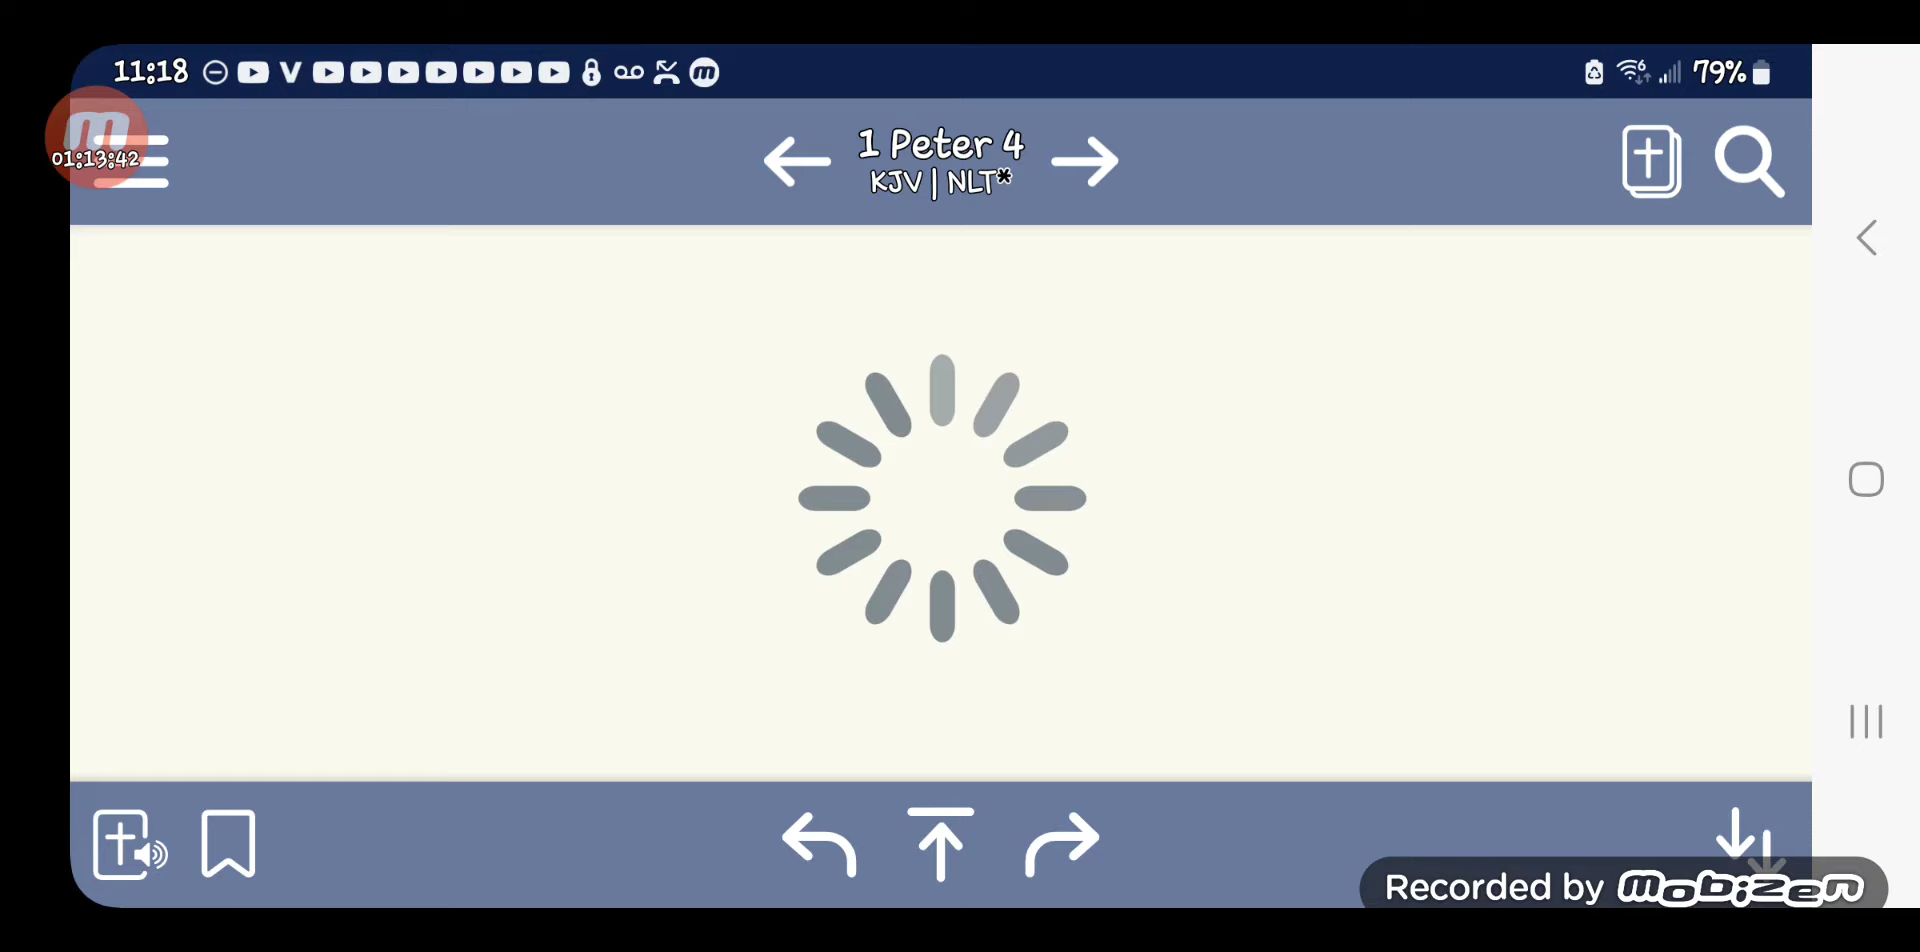 11:18 79%
01:13:42
1 Peter 4
KJV | NLT*
Recorded by mobizen